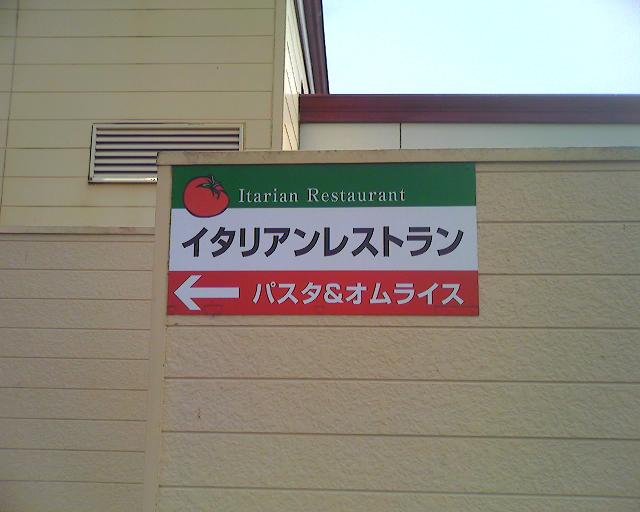 Itarian Restaurant
イタリアンレストラン
パスタ&オムライス